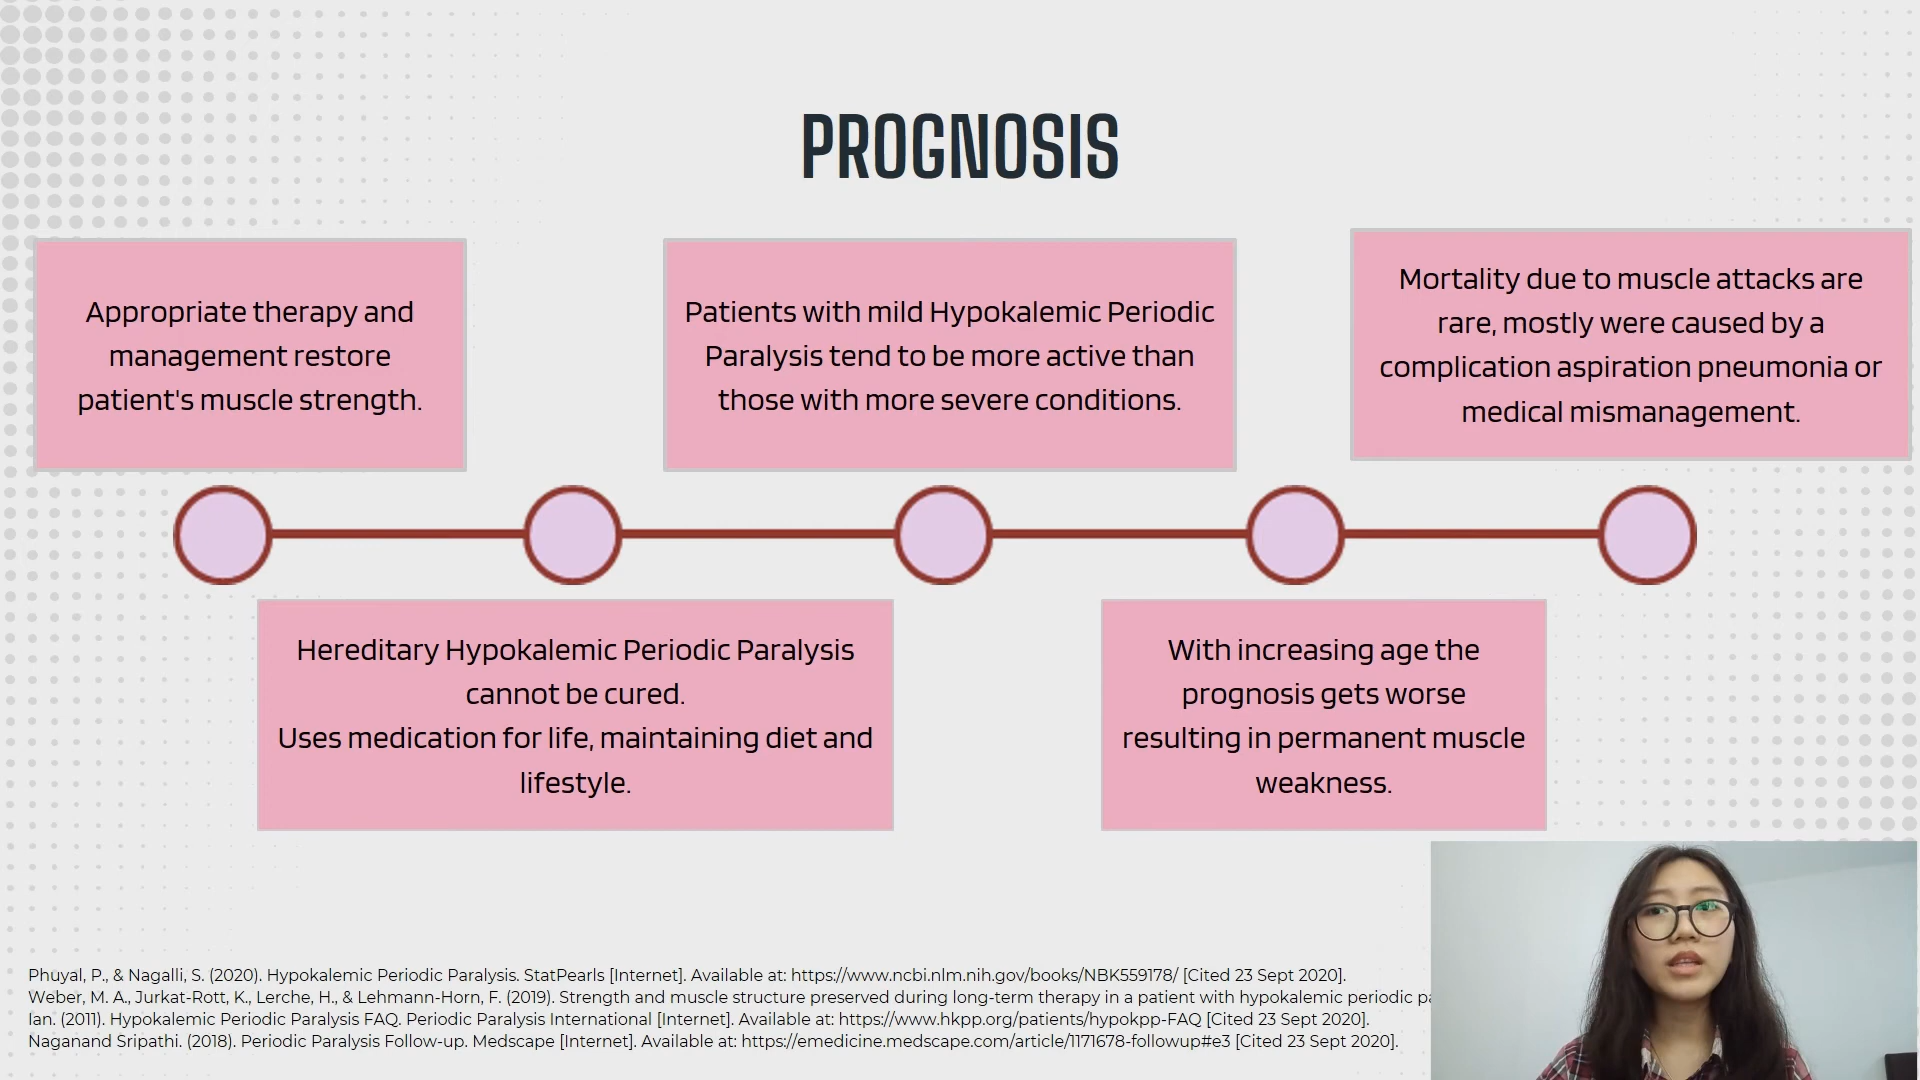 PROGNOSIS
Appropriate therapy and
management restore
patient's muscle strength.
Patients with mild Hypokalemic Periodic
Paralysis tend to be more active than
those with more severe conditions.
Mortality due to muscle attacks are
rare, mostly were caused by a
complication aspiration pneumonia or
medical mismanagement.
Hereditary Hypokalemic Periodic Paralysis
cannot be cured.
Uses medication for life, maintaining diet and
lifestyle.
With increasing age the
prognosis gets worse
resulting in permanent muscle
weakness.
Phuyal, P., & Nagalli, S. (2020). Hypokalemic Periodic Paralysis. StatPearls [Internet]. Available at: https://www.ncbi.nlm.nih.gov/books/NBK559178/ [Cited 23 Sept 2020].
Weber, M. A., Jurkat-Rott, K., Lerche, H., & Lehmann-Horn, F. (2019). Strength and muscle structure preserved during long-term therapy in a patient with hypokalemic periodic
Ian. (2011). Hypokalemic Periodic Paralysis FAQ. Periodic Paralysis International [Internet]. Available at: https://www.hkpp.org/patients/hypokpp-FAQ [Cited 23 Sept 2020].
Naganand Sripathi. (2018). Periodic Paralysis Follow-up. Medscape [Internet]. Available at: https://emedicine.medscape.com/article/1171678-followup#e3 [Cited 23 Sept 2020].